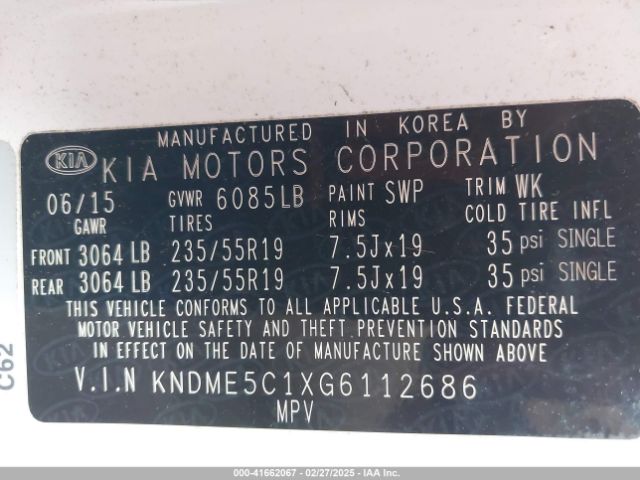 MANUFACTURED IN KOREA BY
KIA KIA MOTORS CORPORATION
06/15 GVWR 6085LB PAINT SWP TRIM WK
GAWR TIRES RIMS COLD TIRE INFL
FRONT 3064 LB 235/55R19 7.5Jx19 35 psi SINGLE
REAR 3064 LB 235/55R19 7.5Jx19 35 psi SINGLE
THIS VEHICLE CONFORMS TO ALL APPLICABLE U.S.A. FEDERAL
MOTOR VEHICLE SAFETY AND THEFT PREVENTION STANDARDS
IN EFFECT ON THE DATE OF MANUFACTURE SHOWN ABOVE
V.I.N KNDME5C1XG6112686
MPV
C62
000-41662067 - 02/27/2025 - IAA Inc.